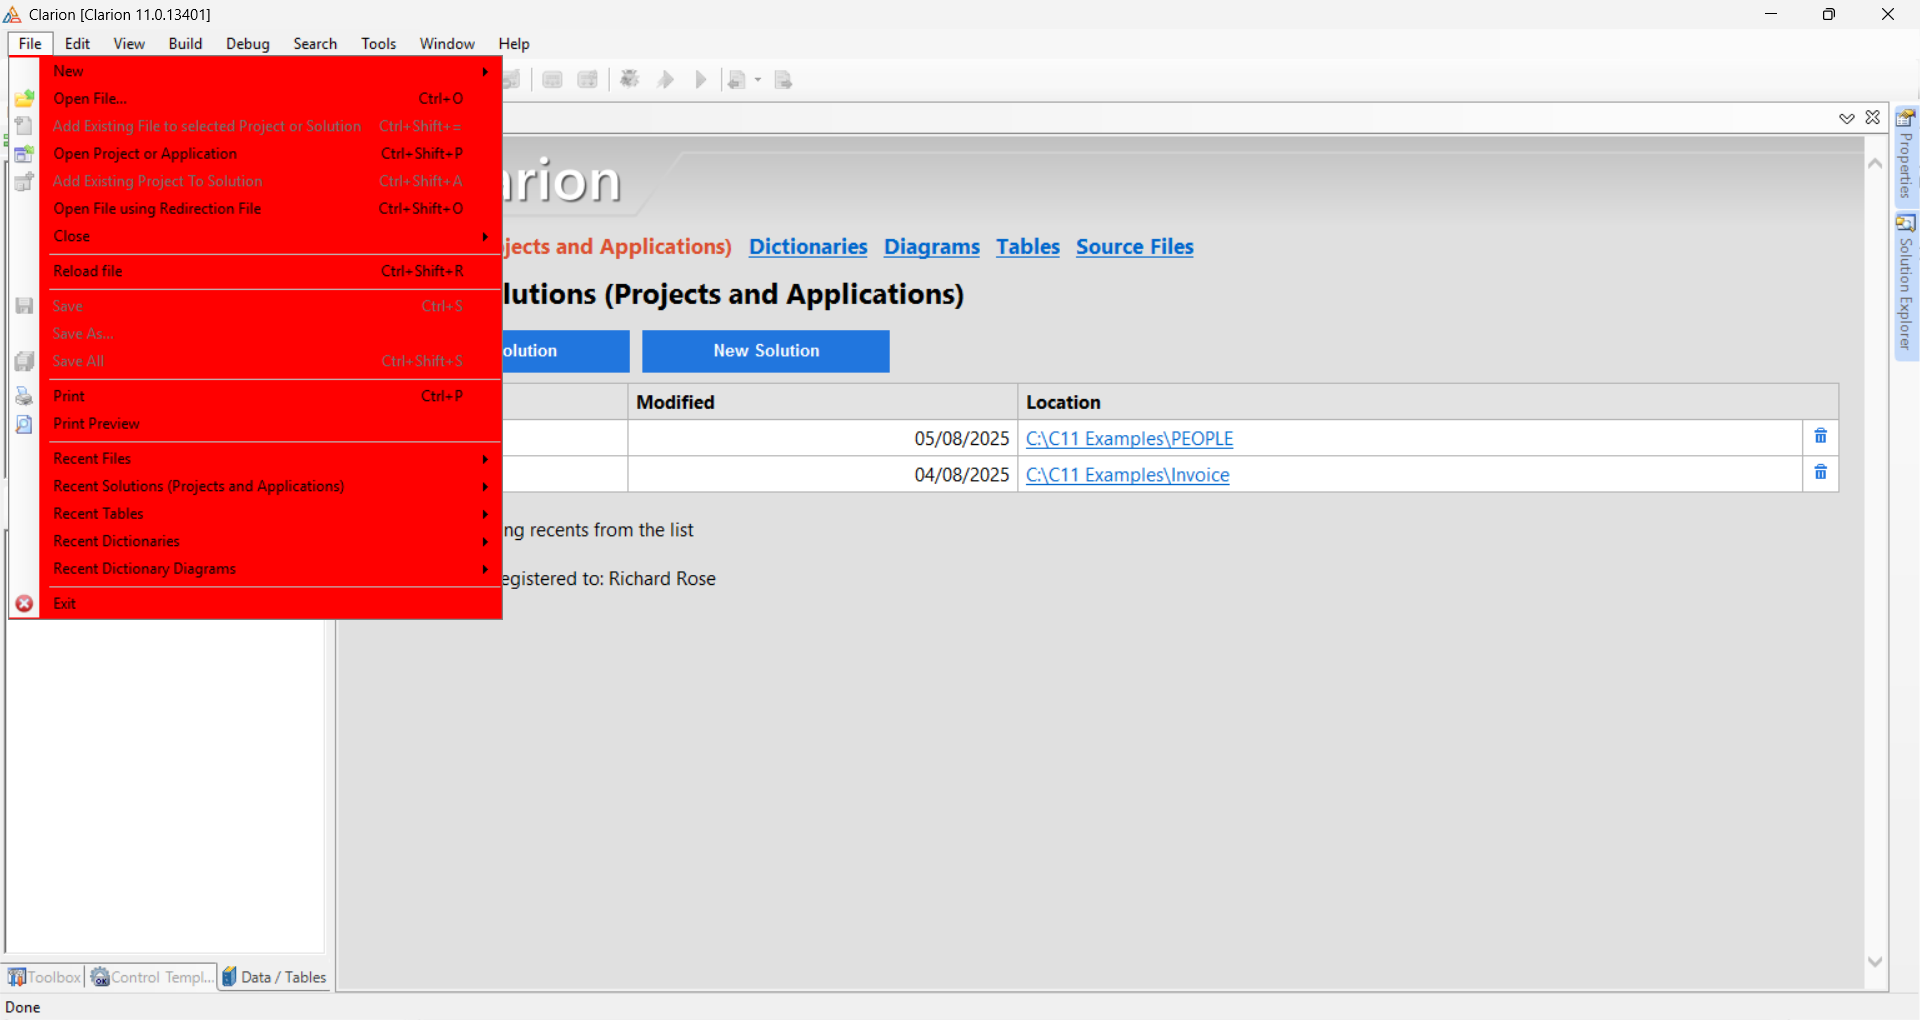 Clarion [Clarion 11.0.13401]
File Edit View Build Debug Search Tools Window Help
New
Open File... Ctrl+O
Add Existing File to selected Project or Solution Ctrl+Shift+=
Open Project or Application Ctrl+Shift+P
Add Existing Project To Solution Ctrl+Shift+A
Open File using Redirection File Ctrl+Shift+O
Close
Reload file Ctrl+Shift+R
Save Ctrl+S
Save As...
Save All Ctrl+Shift+S
Print Ctrl+P
Print Preview
Recent Files
Recent Solutions (Projects and Applications)
Recent Tables
Recent Dictionaries
Recent Dictionary Diagrams
Exit
arion
jects and Applications) Dictionaries Diagrams Tables Source Files
lutions (Projects and Applications)
olution New Solution
Modified Location
05/08/2025 C:\C11 Examples\PEOPLE
04/08/2025 C:\C11 Examples\Invoice
ng recents from the list
egistered to: Richard Rose
Properties
Solution Explorer
Toolbox Control Templ... Data / Tables
Done